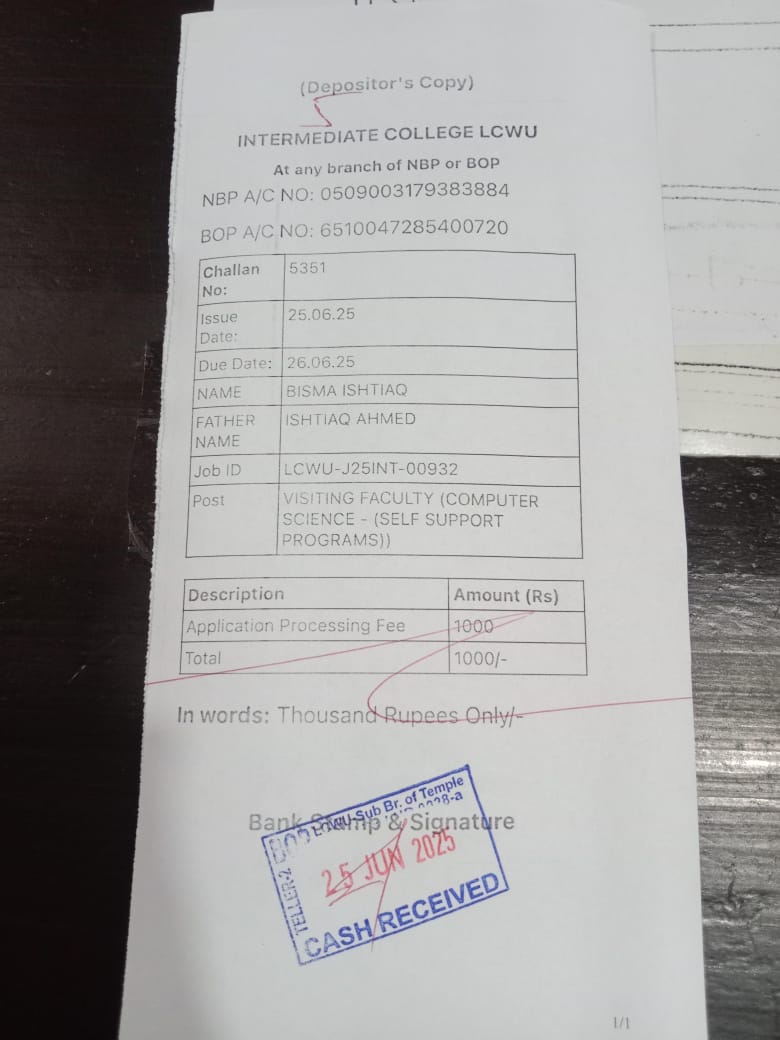 (Depositor's Copy)
INTERMEDIATE COLLEGE LCWU
At any branch of NBP or BOP
NBP A/C NO: 0509003179383884
BOP A/C NO: 6510047285400720
Challan No: 5351
Issue Date: 25.06.25
Due Date: 26.06.25
NAME BISMA ISHTIAQ
FATHER NAME ISHTIAQ AHMED
Job ID LCWU-J25INT-00932
Post VISITING FACULTY (COMPUTER
SCIENCE - (SELF SUPPORT
PROGRAMS))
Description Amount (Rs)
Application Processing Fee 1000
Total 1000/-
In words: Thousand Rupees Only/-
Bank Stamp & Signature
LCWU-Sub Br. of Temple
TELLER-2
25 JUN 2025
CASH RECEIVED
1/1